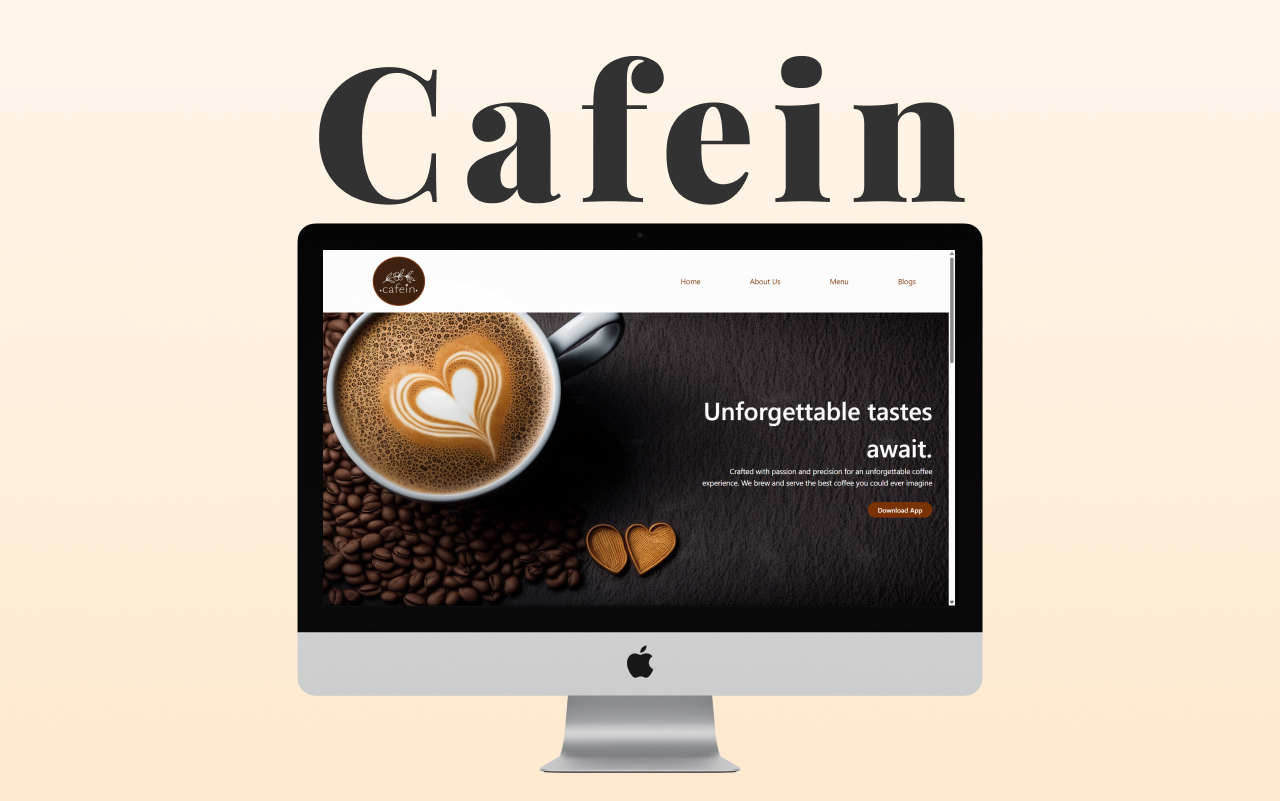 Cafein
·cafein·
Home About Us Menu Blogs
Unforgettable tastes
await.
Crafted with passion and precision for an unforgettable coffee
experience. We brew and serve the best coffee you could ever imagine
Download App